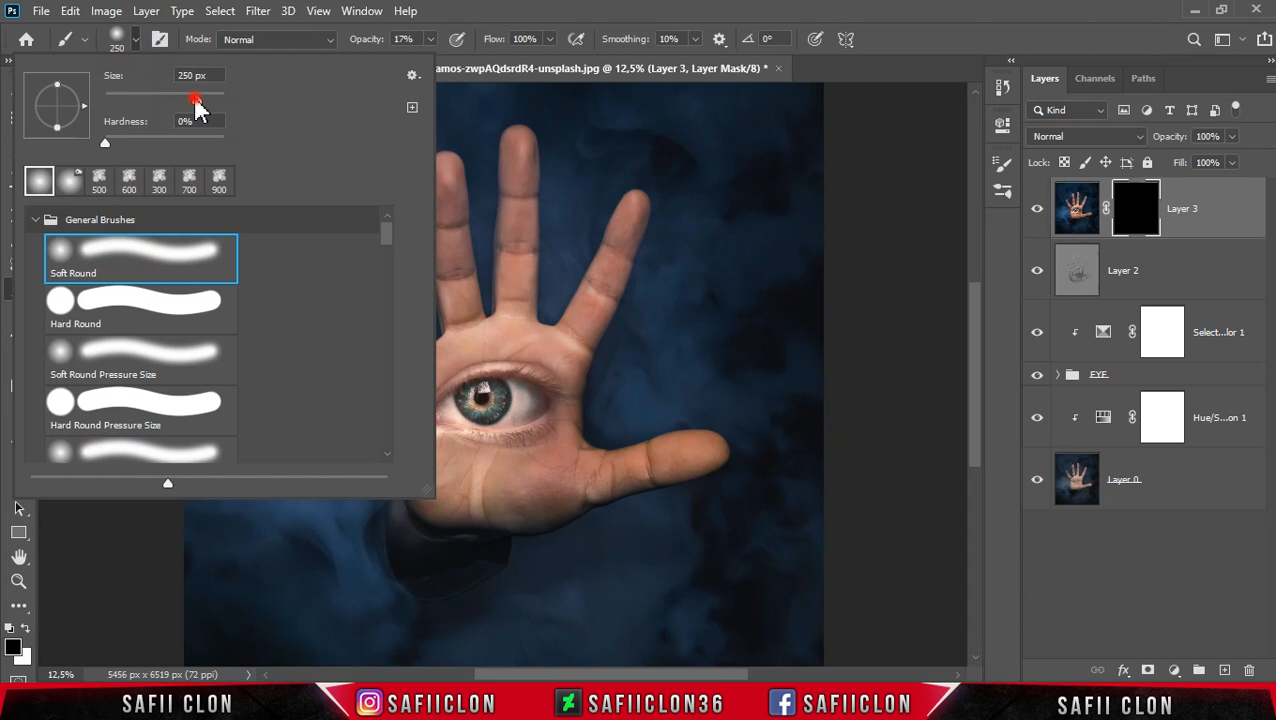 Ps File Edit Image Layer Type Select Filter 3D View Window Help
250 Mode: Normal Opacity: 17% Flow: 100% Smoothing: 10% 0°
amos-zwpAQdsrdR4-unsplash.jpg @ 12,5% (Layer 3, Layer Mask/8) *
Size: 250 px
Hardness: 0%
500 600 300 700 900
General Brushes
Soft Round
Hard Round
Soft Round Pressure Size
Hard Round Pressure Size
Layers Channels Paths
Kind
Normal Opacity: 100%
Lock: Fill: 100%
Layer 3
Layer 2
Select...lor 1
EYE
Hue/S...on 1
Layer 0
12,5% 5456 px x 6519 px (72 ppi)
SAFII CLON SAFIICLON SAFIICLON36 SAFIICLON SAFII CLON